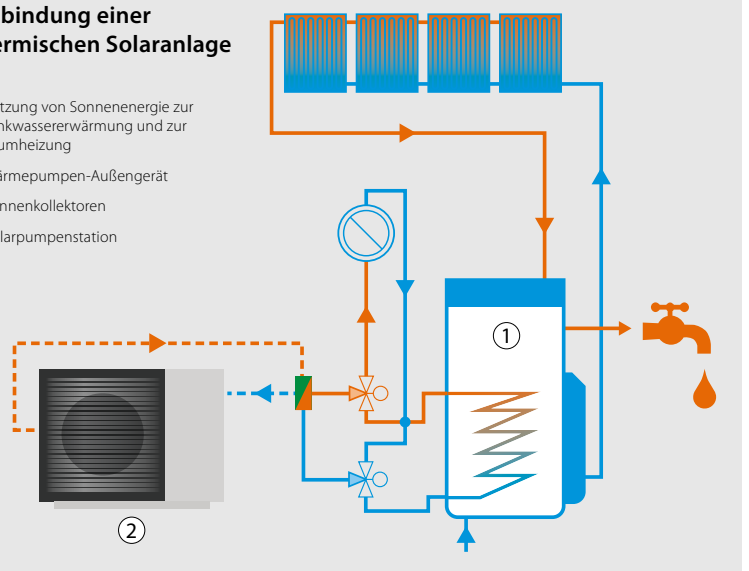 bindung einer
ermischen Solaranlage
tzung von Sonnenenergie zur
nkwassererwärmung und zur
umheizung
ärmepumpen-Außengerät
nnenkollektoren
larpumpenstation
1
2